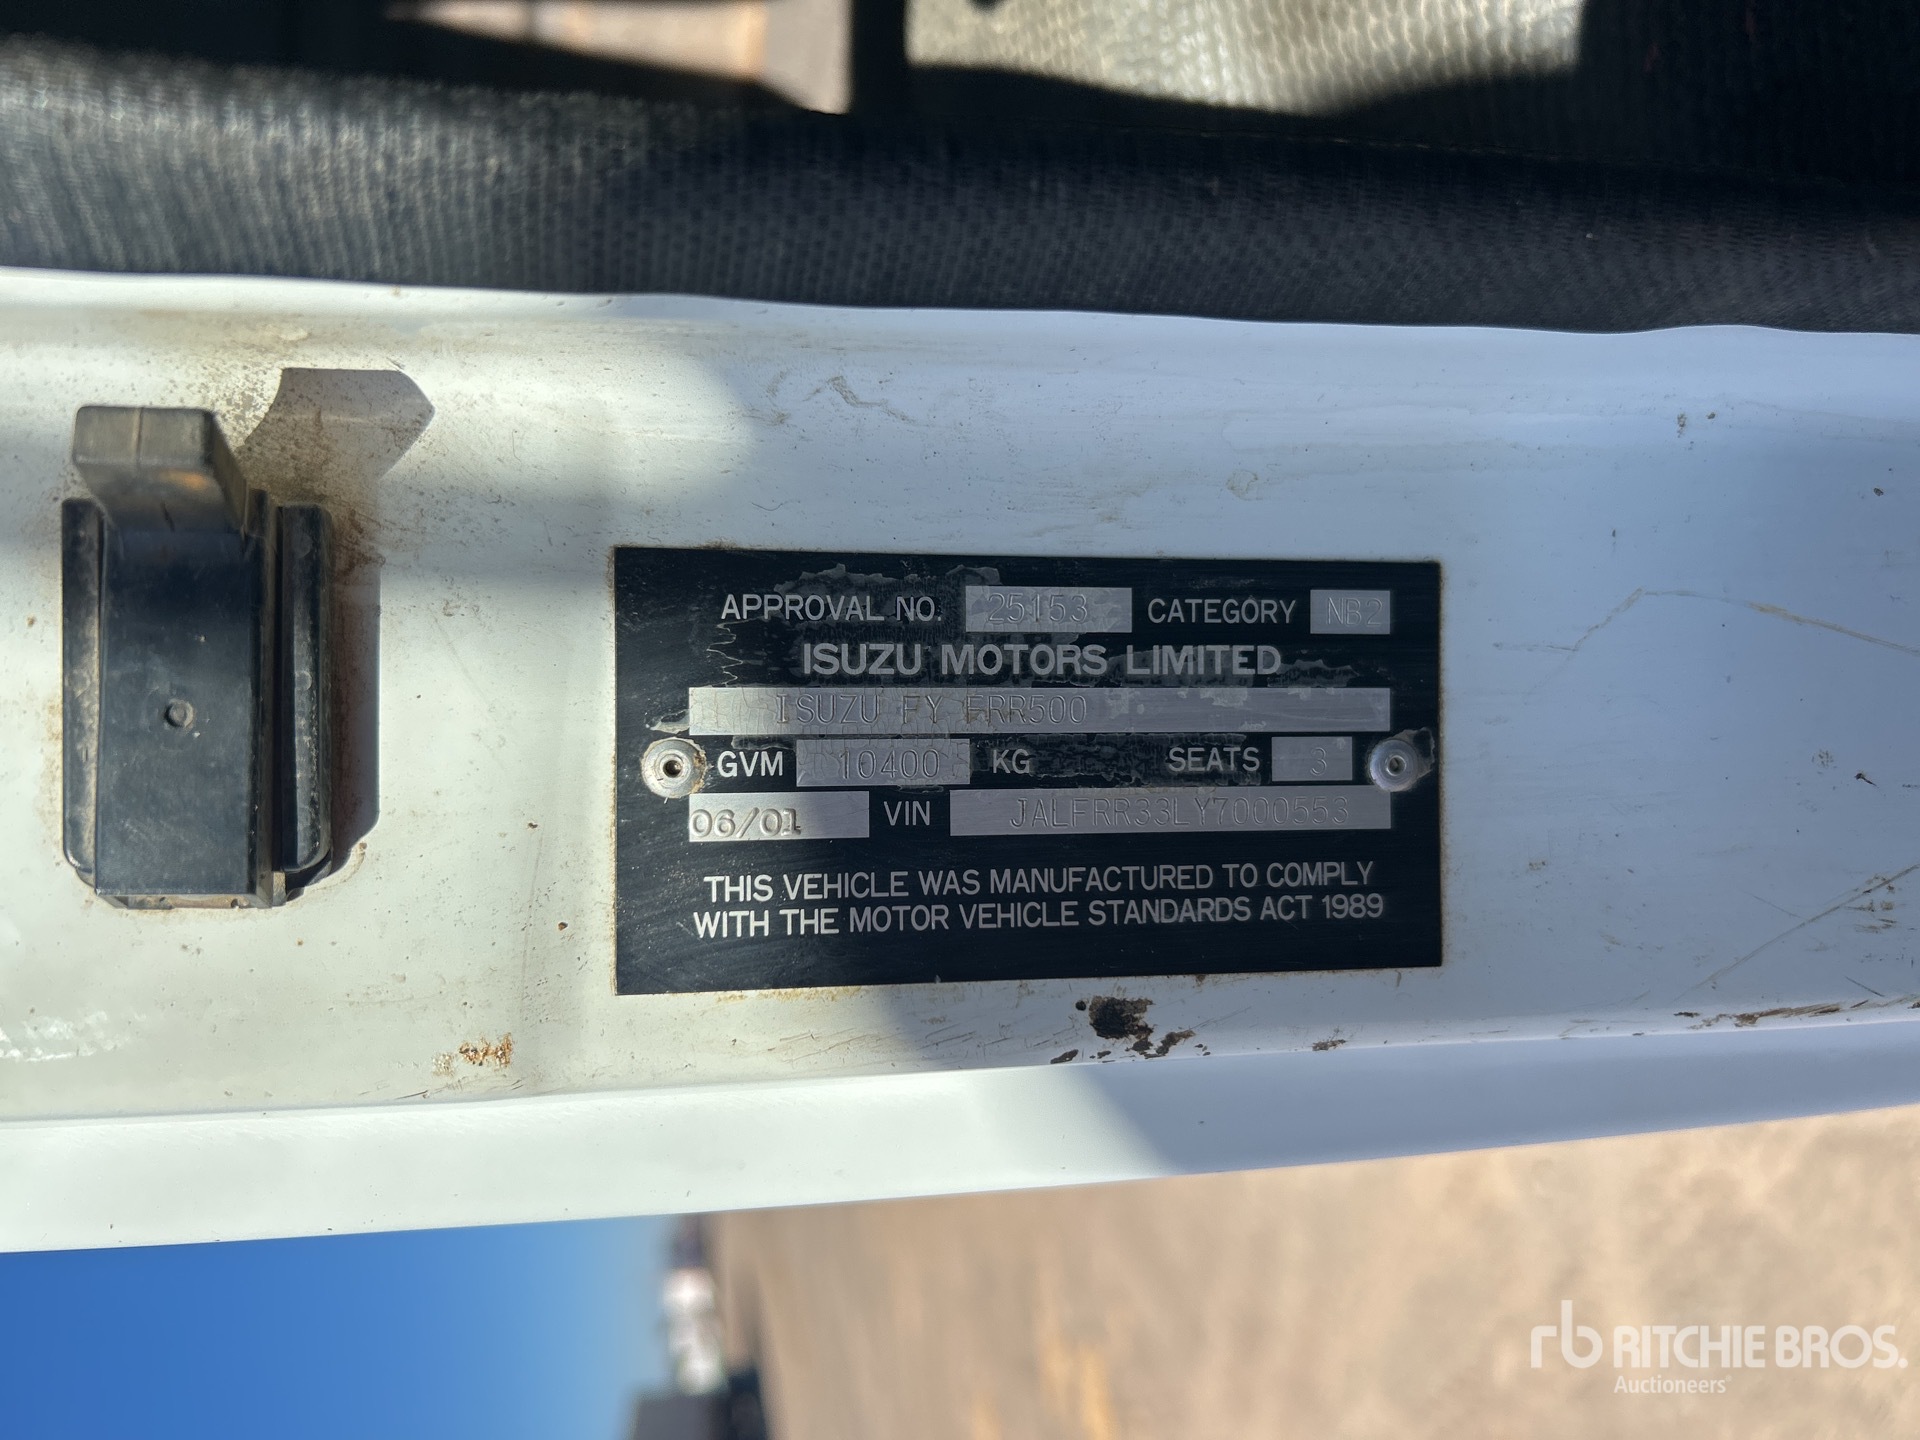 APPROVAL NO. 25153 CATEGORY NB2
ISUZU MOTORS LIMITED
ISUZU FY FRR500
GVM 10400 KG SEATS 3
06/01 VIN JALFRR33LY7000553
THIS VEHICLE WAS MANUFACTURED TO COMPLY
WITH THE MOTOR VEHICLE STANDARDS ACT 1989
rb RITCHIE BROS.
Auctioneers